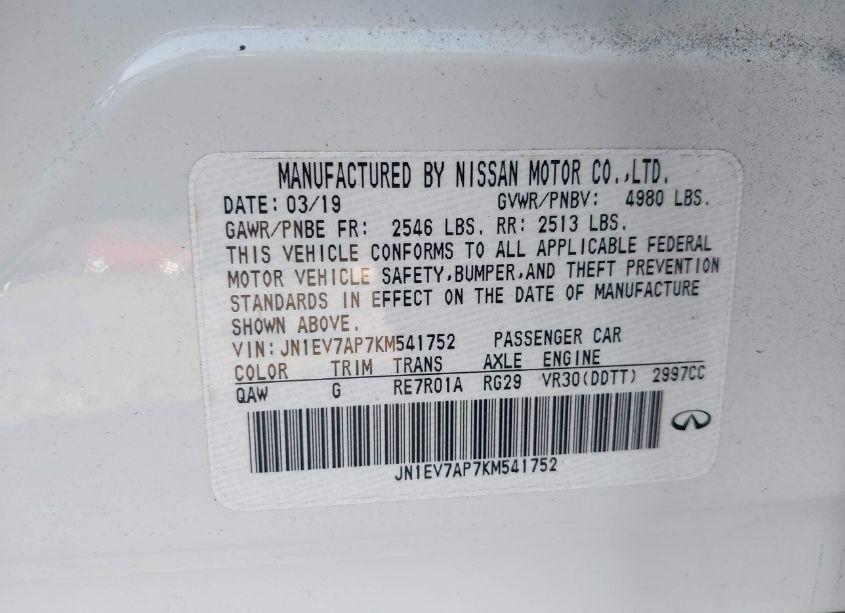 MANUFACTURED BY NISSAN MOTOR CO.,LTD.
DATE: 03/19 GVWR/PNBV: 4980 LBS.
GAWR/PNBE FR: 2546 LBS. RR: 2513 LBS.
THIS VEHICLE CONFORMS TO ALL APPLICABLE FEDERAL
MOTOR VEHICLE SAFETY,BUMPER,AND THEFT PREVENTION
STANDARDS IN EFFECT ON THE DATE OF MANUFACTURE
SHOWN ABOVE.
VIN: JN1EV7AP7KM541752 PASSENGER CAR
COLOR TRIM TRANS AXLE ENGINE
QAW G RE7R01A RG29 VR30(DDTT) 2997CC
JN1EV7AP7KM541752